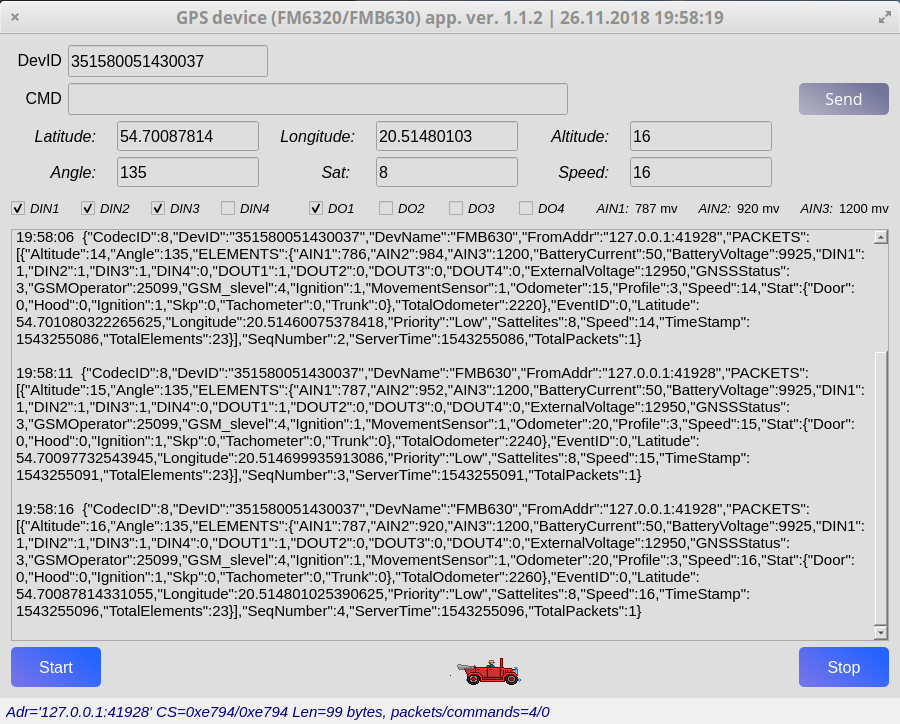 GPS device (FM6320/FMB630) app. ver. 1.1.2 | 26.11.2018 19:58:19
DevID 351580051430037
CMD Send
Latitude: 54.70087814 Longitude: 20.51480103 Altitude: 16
Angle: 135 Sat: 8 Speed: 16
DIN1 DIN2 DIN3 DIN4 DO1 DO2 DO3 DO4 AIN1: 787 mv AIN2: 920 mv AIN3: 1200 mv
19:58:06 {"CodecID":8,"DevID":"351580051430037","DevName":"FMB630","FromAddr":"127.0.0.1:41928","PACKETS":
[{"Altitude":14,"Angle":135,"ELEMENTS":{"AIN1":786,"AIN2":984,"AIN3":1200,"BatteryCurrent":50,"BatteryVoltage":9925,"DIN1":
1,"DIN2":1,"DIN3":1,"DIN4":0,"DOUT1":1,"DOUT2":0,"DOUT3":0,"DOUT4":0,"ExternalVoltage":12950,"GNSSStatus":
3,"GSMOperator":25099,"GSM_slevel":4,"Ignition":1,"MovementSensor":1,"Odometer":15,"Profile":3,"Speed":14,"Stat":{"Door":
0,"Hood":0,"Ignition":1,"Skp":0,"Tachometer":0,"Trunk":0},"TotalOdometer":2220},"EventID":0,"Latitude":
54.701080322265625,"Longitude":20.51460075378418,"Priority":"Low","Sattelites":8,"Speed":14,"TimeStamp":
1543255086,"TotalElements":23}],"SeqNumber":2,"ServerTime":1543255086,"TotalPackets":1}
19:58:11 {"CodecID":8,"DevID":"351580051430037","DevName":"FMB630","FromAddr":"127.0.0.1:41928","PACKETS":
[{"Altitude":15,"Angle":135,"ELEMENTS":{"AIN1":787,"AIN2":952,"AIN3":1200,"BatteryCurrent":50,"BatteryVoltage":9925,"DIN1":
1,"DIN2":1,"DIN3":1,"DIN4":0,"DOUT1":1,"DOUT2":0,"DOUT3":0,"DOUT4":0,"ExternalVoltage":12950,"GNSSStatus":
3,"GSMOperator":25099,"GSM_slevel":4,"Ignition":1,"MovementSensor":1,"Odometer":20,"Profile":3,"Speed":15,"Stat":{"Door":
0,"Hood":0,"Ignition":1,"Skp":0,"Tachometer":0,"Trunk":0},"TotalOdometer":2240},"EventID":0,"Latitude":
54.70097732543945,"Longitude":20.514699935913086,"Priority":"Low","Sattelites":8,"Speed":15,"TimeStamp":
1543255091,"TotalElements":23}],"SeqNumber":3,"ServerTime":1543255091,"TotalPackets":1}
19:58:16 {"CodecID":8,"DevID":"351580051430037","DevName":"FMB630","FromAddr":"127.0.0.1:41928","PACKETS":
[{"Altitude":16,"Angle":135,"ELEMENTS":{"AIN1":787,"AIN2":920,"AIN3":1200,"BatteryCurrent":50,"BatteryVoltage":9925,"DIN1":
1,"DIN2":1,"DIN3":1,"DIN4":0,"DOUT1":1,"DOUT2":0,"DOUT3":0,"DOUT4":0,"ExternalVoltage":12950,"GNSSStatus":
3,"GSMOperator":25099,"GSM_slevel":4,"Ignition":1,"MovementSensor":1,"Odometer":20,"Profile":3,"Speed":16,"Stat":{"Door":
0,"Hood":0,"Ignition":1,"Skp":0,"Tachometer":0,"Trunk":0},"TotalOdometer":2260},"EventID":0,"Latitude":
54.70087814331055,"Longitude":20.514801025390625,"Priority":"Low","Sattelites":8,"Speed":16,"TimeStamp":
1543255096,"TotalElements":23}],"SeqNumber":4,"ServerTime":1543255096,"TotalPackets":1}
Start Stop
Adr='127.0.0.1:41928' CS=0xe794/0xe794 Len=99 bytes, packets/commands=4/0